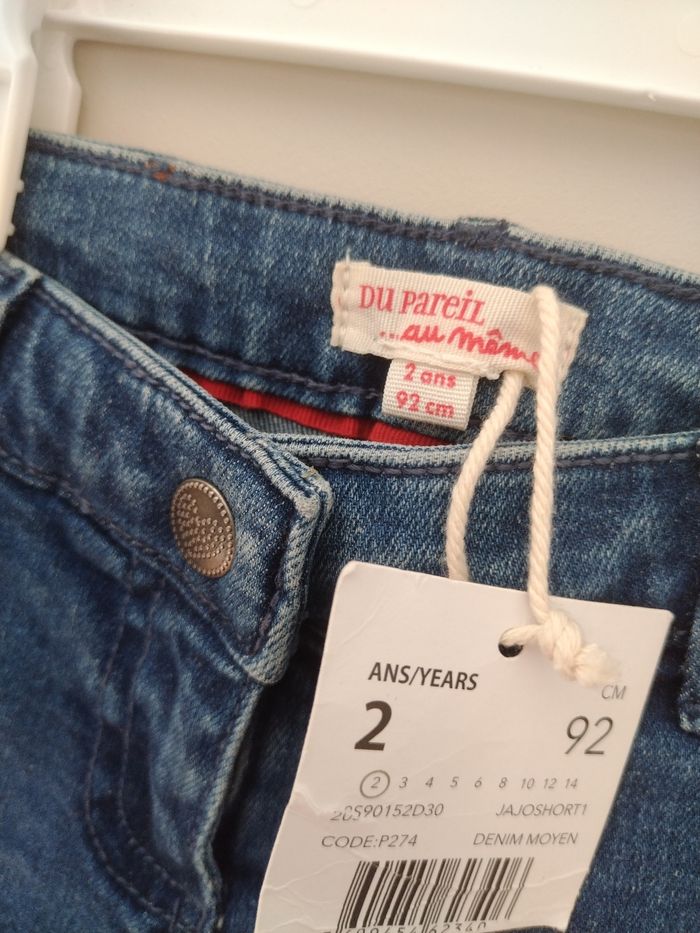 DU PAREIL
...au même
2 ans
92 cm
ANS/YEARS
CM
2
92
2 3 4 5 6 8 10 12 14
JAJOSHORT1
CODE:P274
DENIM MOYEN